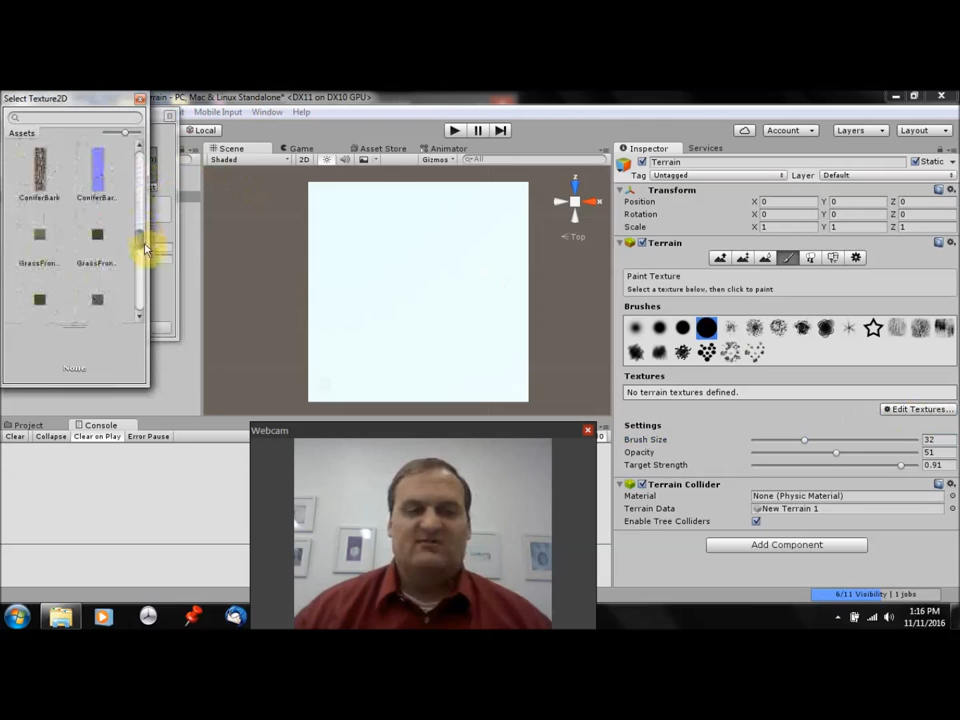 Select Texture2D
rrain - PC, Mac & Linux Standalone* <DX11 on DX10 GPU>
Mobile Input Window Help
Local
Account
Layers
Layout
Assets
ConiferBark ConiferBar..
GrassFron... GrassFron...
None
Scene Game Asset Store Animator
Shaded 2D Gizmos All
Top
Inspector Services
Terrain Static
Tag Untagged Layer Default
Transform
Position X 0 Y 0 Z 0
Rotation X 0 Y 0 Z 0
Scale X 1 Y 1 Z 1
Terrain
Paint Texture
Select a texture below, then click to paint
Brushes
Textures
No terrain textures defined.
Edit Textures...
Settings
Brush Size 32
Opacity 51
Target Strength 0.91
Terrain Collider
Material None (Physic Material)
Terrain Data New Terrain 1
Enable Tree Colliders
Add Component
6/11 Visibility | 1 jobs
Project Console
Clear Collapse Clear on Play Error Pause
Webcam
1:16 PM
11/11/2016